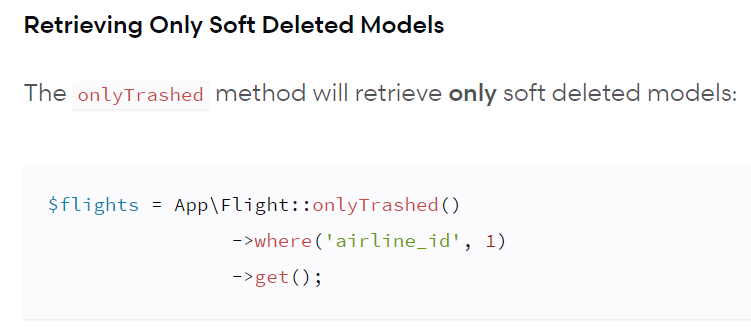 Retrieving Only Soft Deleted Models
The onlyTrashed method will retrieve only soft deleted models:
$flights = App\Flight::onlyTrashed()
->where('airline_id', 1)
->get();